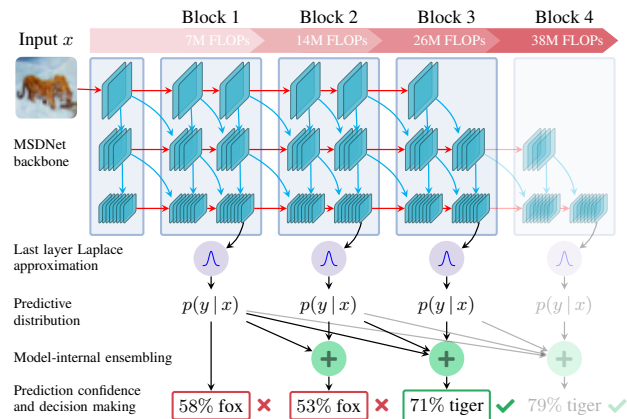 Block 1 Block 2 Block 3 Block 4
Input x 7M FLOPs 14M FLOPs 26M FLOPs 38M FLOPs
MSDNet
backbone
Last layer Laplace
approximation
Predictive
distribution
p(y | x) p(y | x) p(y | x) p(y | x)
Model-internal ensembling + + +
Prediction confidence
and decision making
58% fox ✗ 53% fox ✗ 71% tiger ✓ 79% tiger ✓